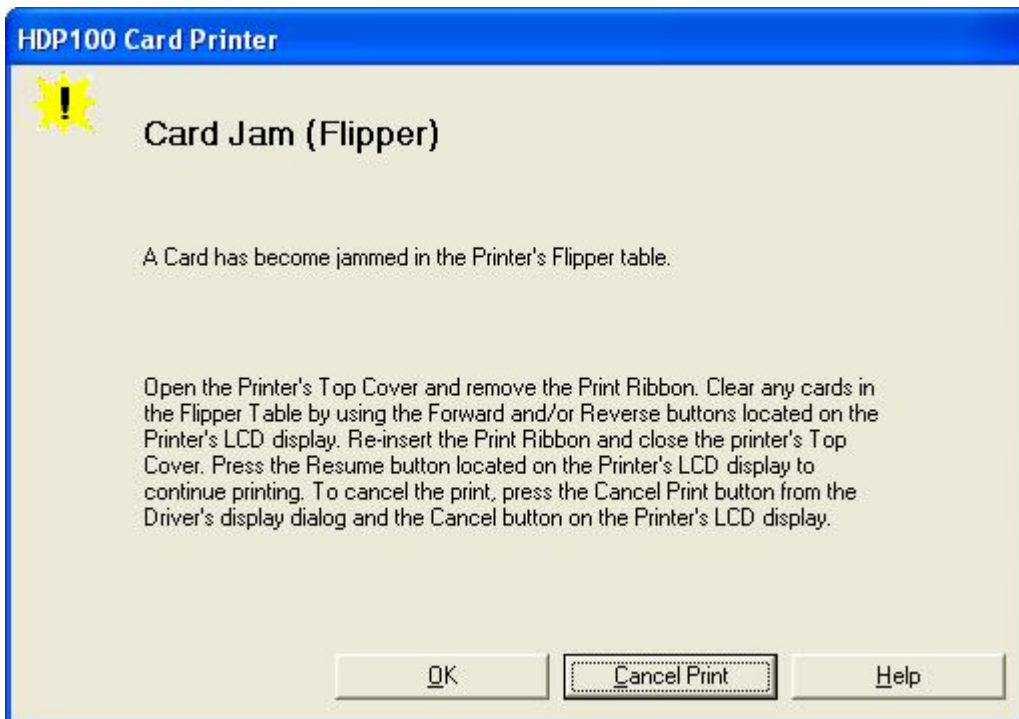 HDP100 Card Printer
Card Jam (Flipper)
A Card has become jammed in the Printer's Flipper table.
Open the Printer's Top Cover and remove the Print Ribbon. Clear any cards in
the Flipper Table by using the Forward and/or Reverse buttons located on the
Printer's LCD display. Re-insert the Print Ribbon and close the printer's Top
Cover. Press the Resume button located on the Printer's LCD display to
continue printing. To cancel the print, press the Cancel Print button from the
Driver's display dialog and the Cancel button on the Printer's LCD display.
OK
Cancel Print
Help